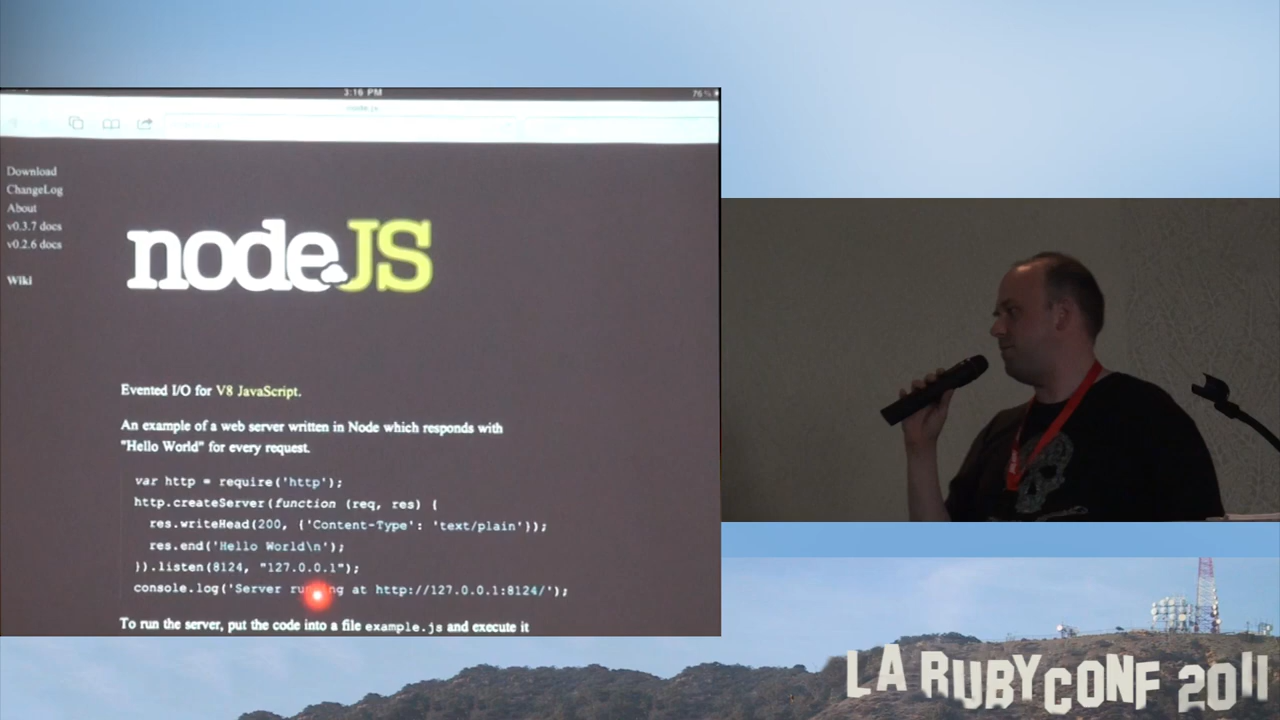 3:16 PM
76%
node.js
Download
ChangeLog
About
v0.3.7 docs
v0.2.6 docs
Wiki
nodeJS
Evented I/O for V8 JavaScript.
An example of a web server written in Node which responds with
"Hello World" for every request.
var http = require('http');
http.createServer(function (req, res) {
res.writeHead(200, {'Content-Type': 'text/plain'});
res.end('Hello World\n');
}).listen(8124, "127.0.0.1");
console.log('Server running at http://127.0.0.1:8124/');
To run the server, put the code into a file example.js and execute it
LA RUBYCONF 2011